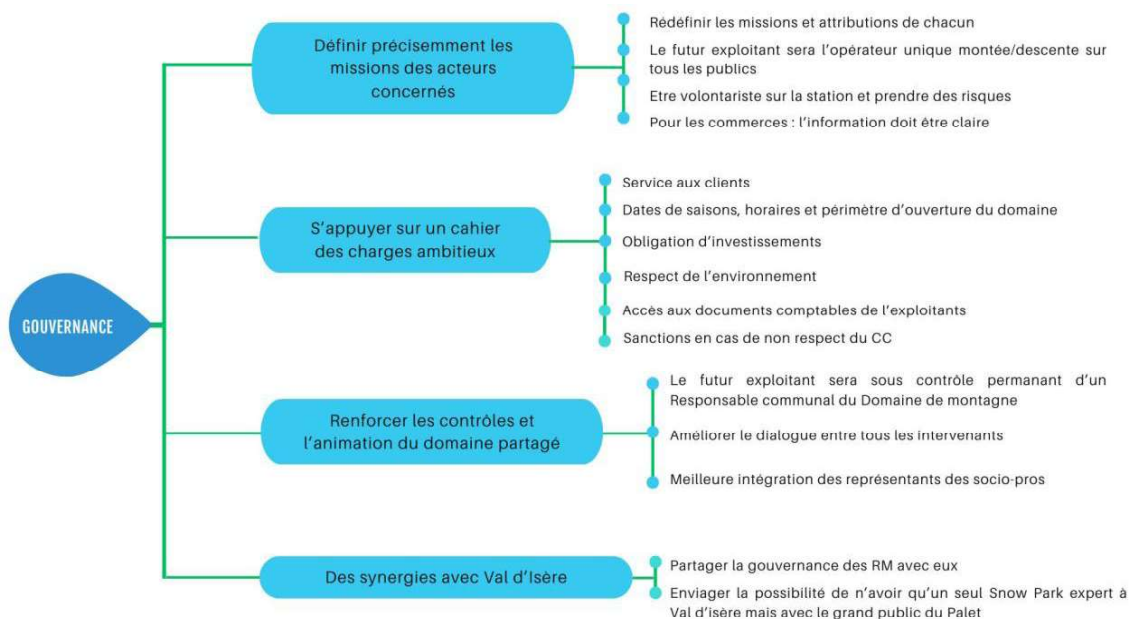 GOUVERNANCE
Définir précisemment les
missions des acteurs
concernés
Rédéfinir les missions et attributions de chacun
Le futur exploitant sera l'opérateur unique montée/descente sur
tous les publics
Etre volontariste sur la station et prendre des risques
Pour les commerces : l'information doit être claire
S'appuyer sur un cahier
des charges ambitieux
Service aux clients
Dates de saisons, horaires et périmètre d'ouverture du domaine
Obligation d'investissements
Respect de l'environnement
Accès aux documents comptables de l'exploitants
Sanctions en cas de non respect du CC
Renforcer les contrôles et
l'animation du domaine partagé
Le futur exploitant sera sous contrôle permanant d'un
Responsable communal du Domaine de montagne
Améliorer le dialogue entre tous les intervenants
Meilleure intégration des représentants des socio-pros
Des synergies avec Val d'Isère
Partager la gouvernance des RM avec eux
Enviager la possibilité de n'avoir qu'un seul Snow Park expert à
Val d'isère mais avec le grand public du Palet